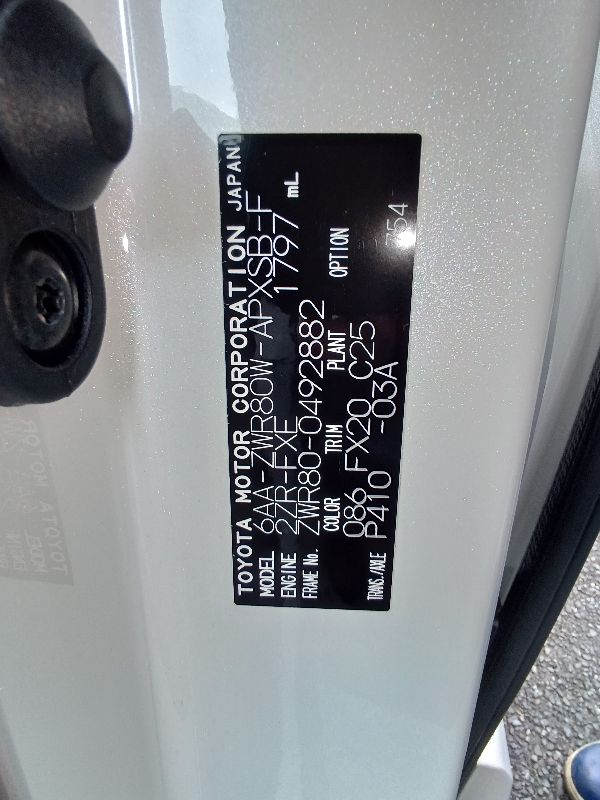 TOYOTA MOTOR CORPORATION JAPAN
MODEL 6AA-ZWR80W-APXSB-F
ENGINE 2ZR-FXE 1797 mL
FRAME No. ZWR80-0492882
COLOR TRIM PLANT OPTION
086 FX20 C25
TRANS./AXLE P410 -03A 754